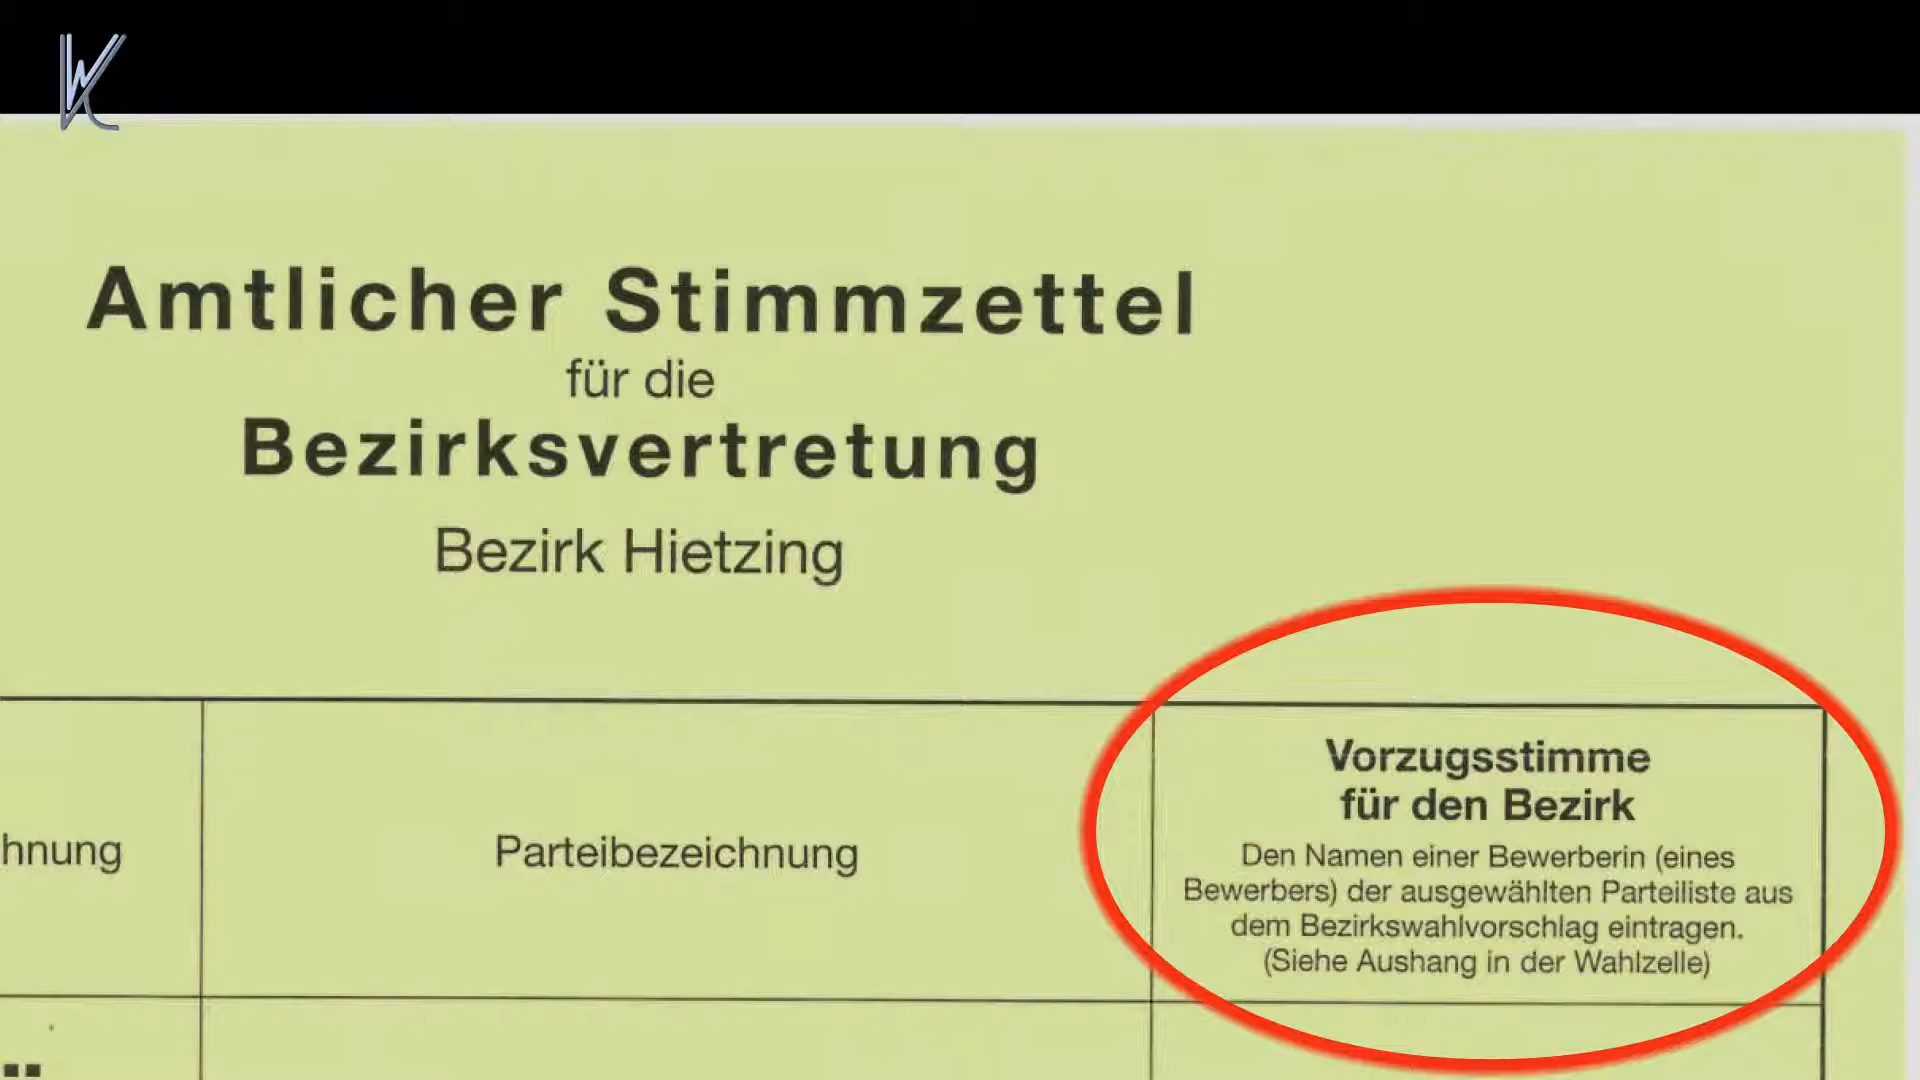 Amtlicher Stimmzettel
für die
Bezirksvertretung
Bezirk Hietzing
hnung
Parteibezeichnung
Vorzugsstimme
für den Bezirk
Den Namen einer Bewerberin (eines
Bewerbers) der ausgewählten Parteiliste aus
dem Bezirkswahlvorschlag eintragen.
(Siehe Aushang in der Wahlzelle)